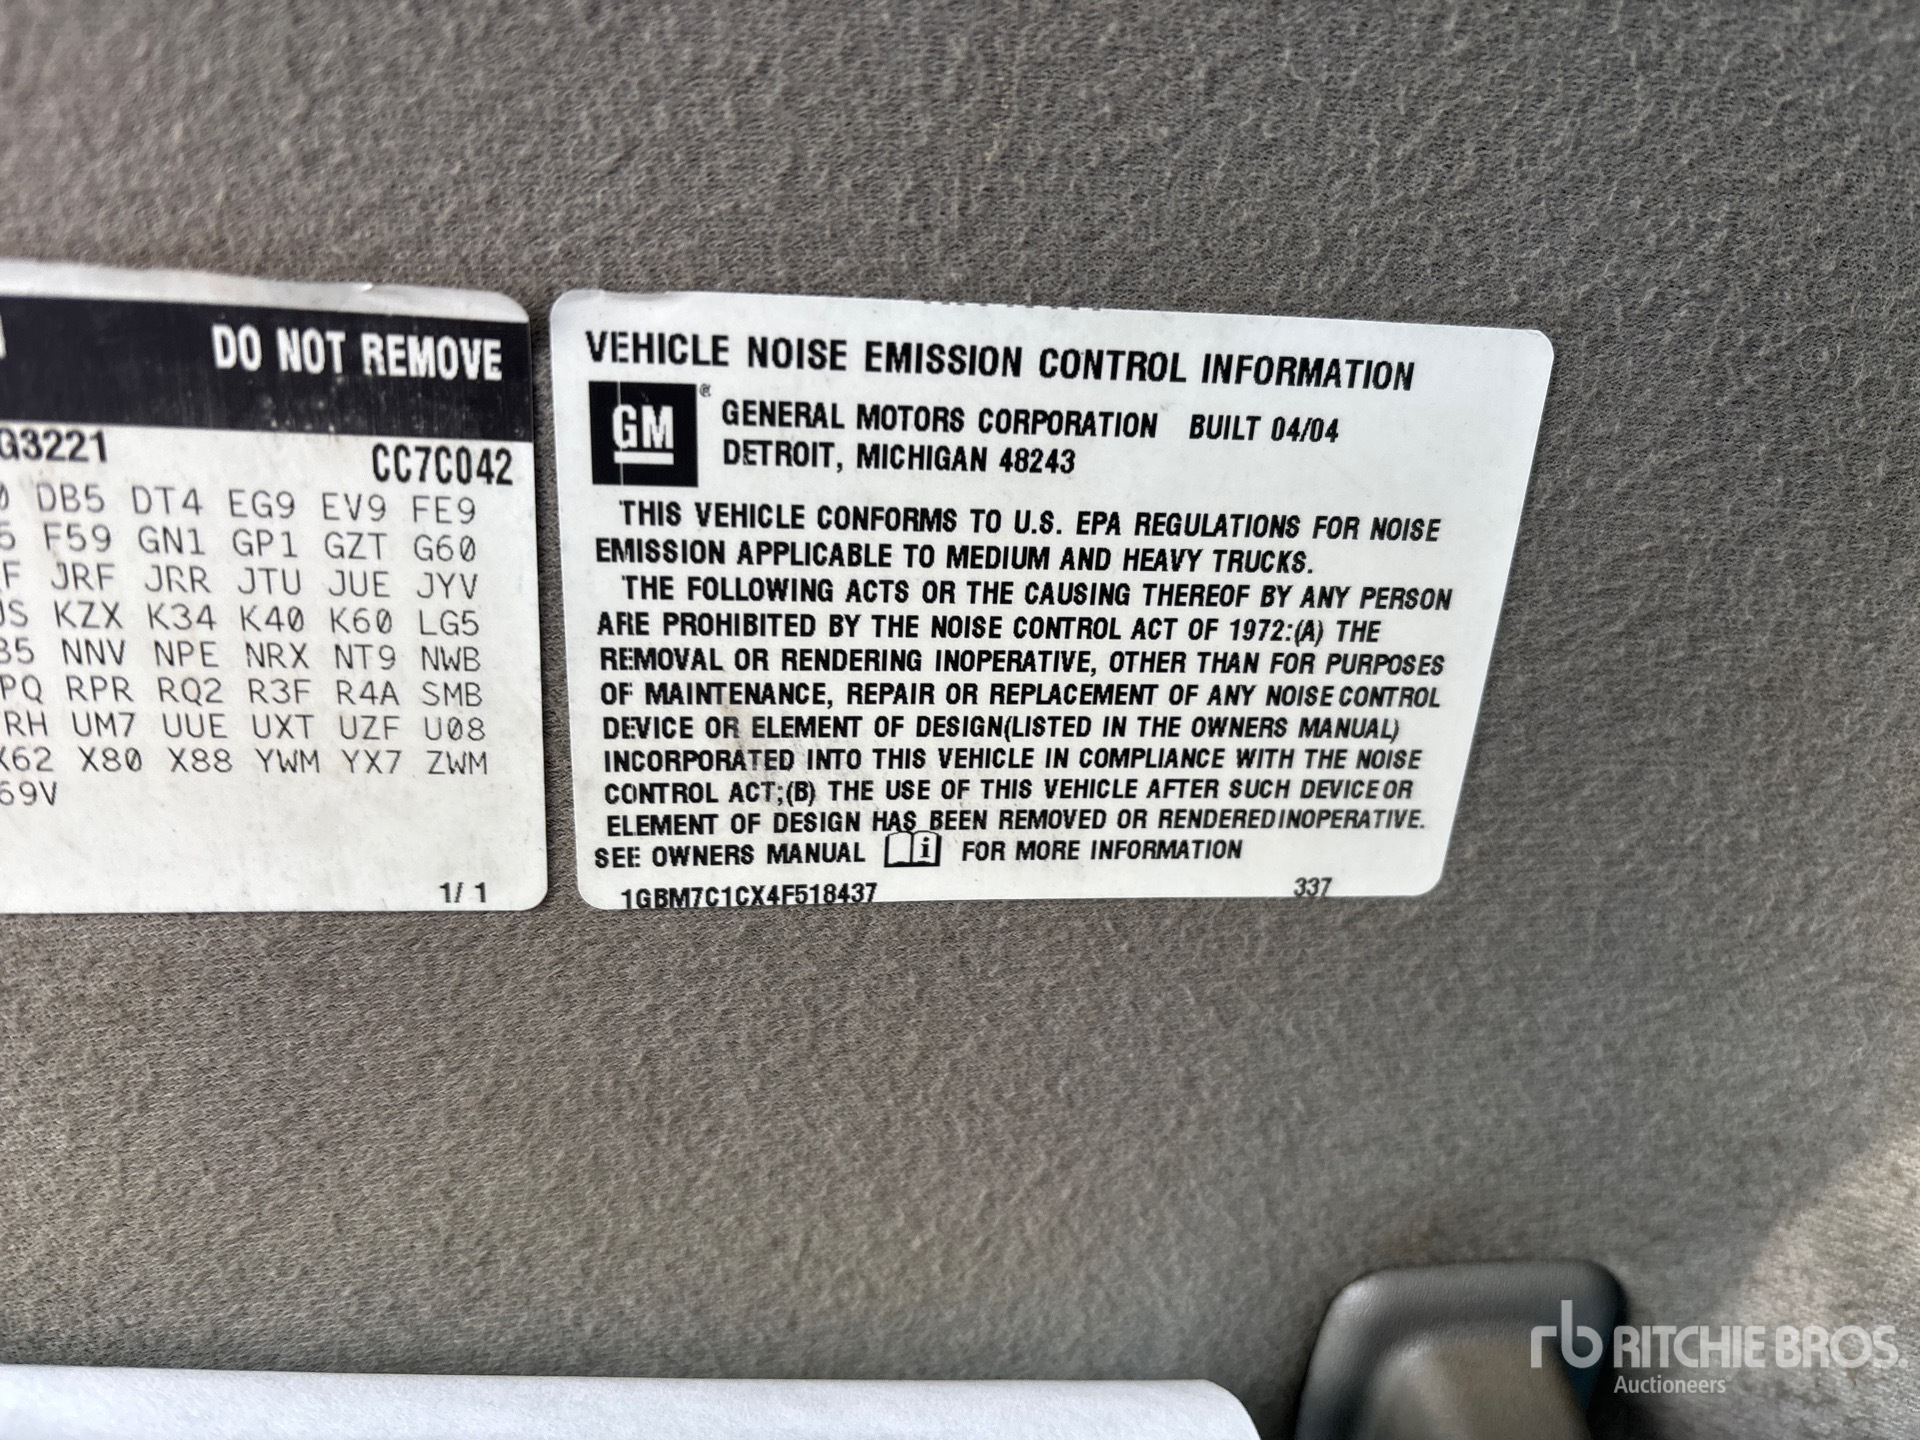 DO NOT REMOVE
G3221 CC7C042
DB5 DT4 EG9 EV9 FE9
5 F59 GN1 GP1 GZT G60
F JRF JRR JTU JUE JYV
JS KZX K34 K40 K60 LG5
35 NNV NPE NRX NT9 NWB
PQ RPR RQ2 R3F R4A SMB
RH UM7 UUE UXT UZF U08
X62 X80 X88 YWM YX7 ZWM
69V
1/ 1
VEHICLE NOISE EMISSION CONTROL INFORMATION
GM ® GENERAL MOTORS CORPORATION BUILT 04/04
DETROIT, MICHIGAN 48243
THIS VEHICLE CONFORMS TO U.S. EPA REGULATIONS FOR NOISE
EMISSION APPLICABLE TO MEDIUM AND HEAVY TRUCKS.
THE FOLLOWING ACTS OR THE CAUSING THEREOF BY ANY PERSON
ARE PROHIBITED BY THE NOISE CONTROL ACT OF 1972:(A) THE
REMOVAL OR RENDERING INOPERATIVE, OTHER THAN FOR PURPOSES
OF MAINTENANCE, REPAIR OR REPLACEMENT OF ANY NOISE CONTROL
DEVICE OR ELEMENT OF DESIGN(LISTED IN THE OWNERS MANUAL)
INCORPORATED INTO THIS VEHICLE IN COMPLIANCE WITH THE NOISE
CONTROL ACT;(B) THE USE OF THIS VEHICLE AFTER SUCH DEVICE OR
ELEMENT OF DESIGN HAS BEEN REMOVED OR RENDERED INOPERATIVE.
SEE OWNERS MANUAL i FOR MORE INFORMATION
1GBM7C1CX4F518437 337
rb RITCHIE BROS.
Auctioneers